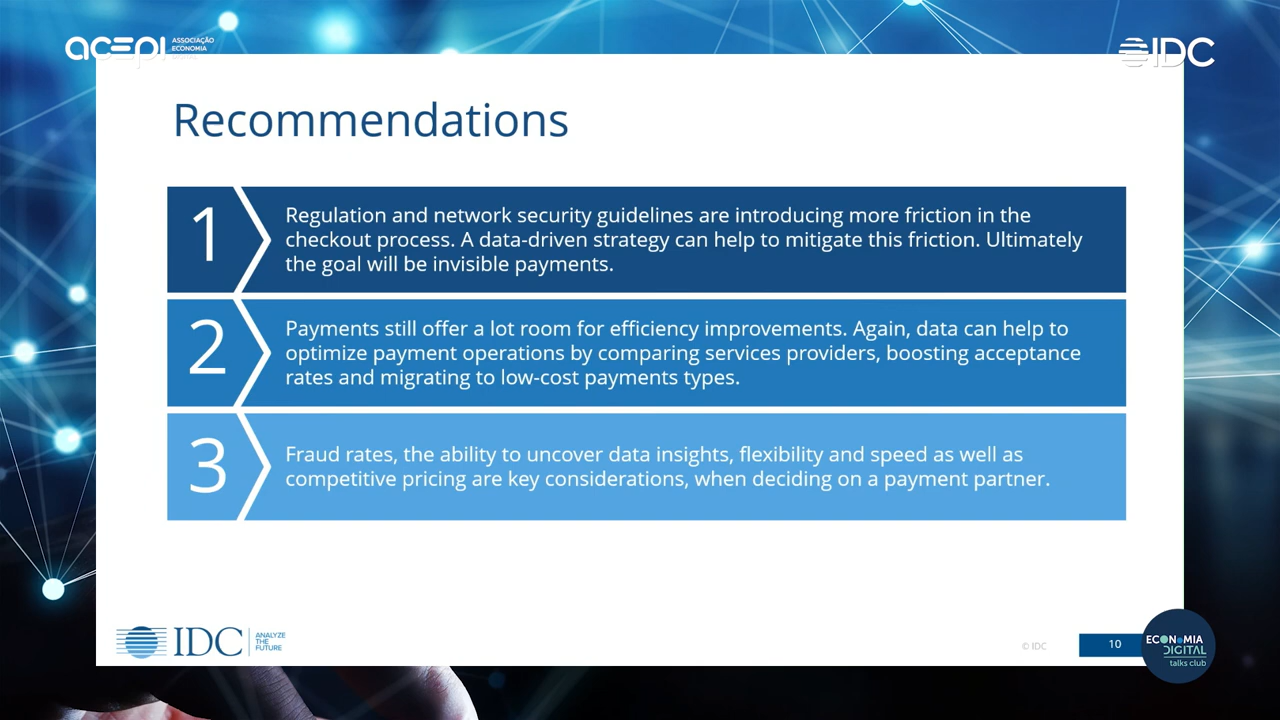 acepi ASSOCIAÇÃO
ECONOMIA
IDC
Recommendations
1
Regulation and network security guidelines are introducing more friction in the
checkout process. A data-driven strategy can help to mitigate this friction. Ultimately
the goal will be invisible payments.
2
Payments still offer a lot room for efficiency improvements. Again, data can help to
optimize payment operations by comparing services providers, boosting acceptance
rates and migrating to low-cost payments types.
3
Fraud rates, the ability to uncover data insights, flexibility and speed as well as
competitive pricing are key considerations, when deciding on a payment partner.
IDC
ANALYZE
THE
FUTURE
© IDC
10
ECONOMIA
DIGITAL
talks club